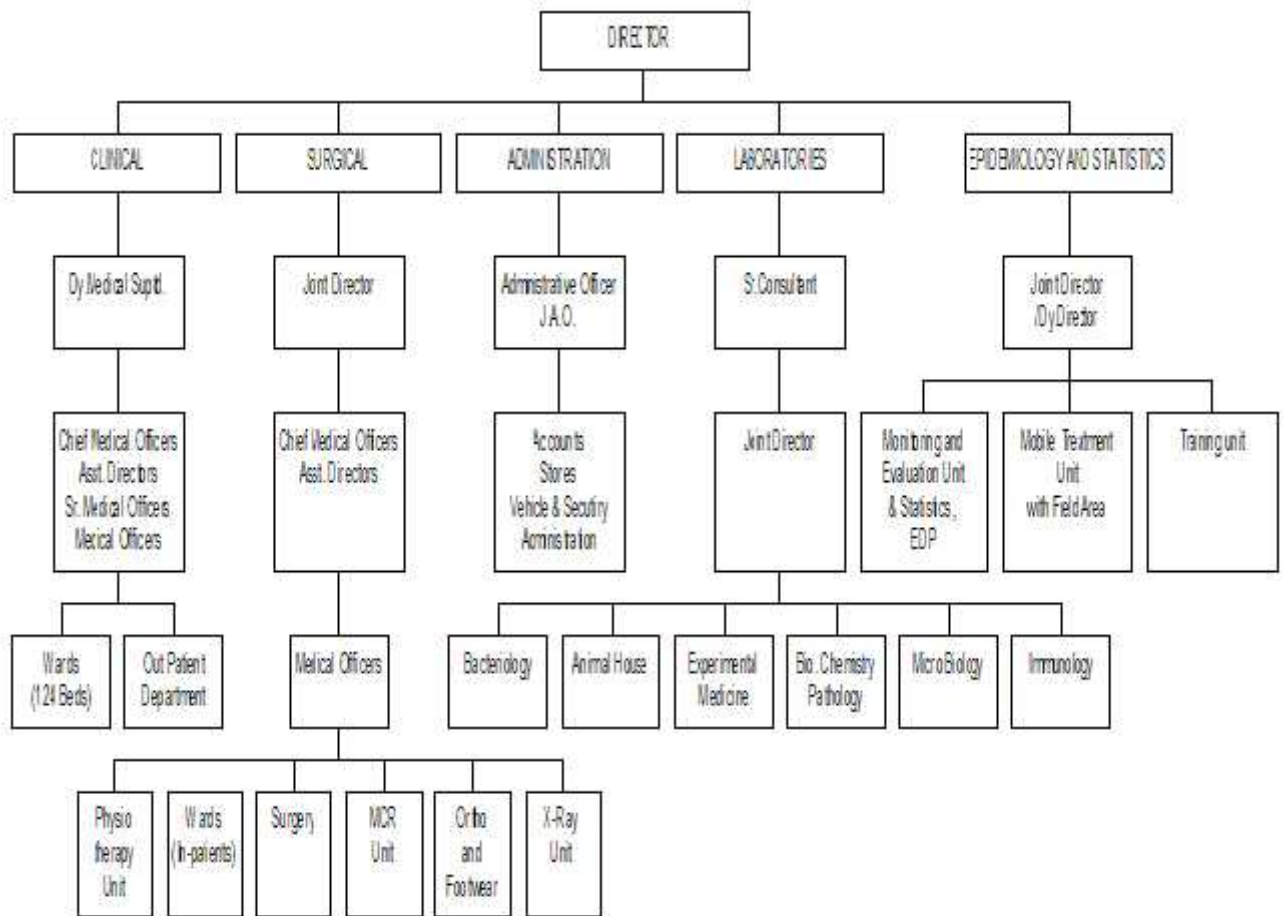 DIRECTOR
CLINICAL
SURGICAL
ADMINISTRATION
LABORATORIES
EPIDEMIOLOGY AND STATISTICS
Dy.Medical Suptd.
Joint Director
Administrative Officer
J.A.O.
Sr.Consultant
Joint Director
/Dy Director
Chief Medical Officers
Asst. Directors
Sr. Medical Officers
Medical Officers
Chief Medical Officers
Asst. Directors
Accounts
Stores
Vehicle & Secutiry
Administration
Joint Director
Monitoring and
Evaluation Unit
& Statistics,
EDP
Mobile Treatment
Unit
with Field Area
Training unit
Wards
(124 Beds)
Out Patient
Department
Medical Officers
Bacteriology
Animal House
Experimental
Medicine
Bio. Chemistry
Pathology
Micro Biology
Immunology
Physio
therapy
Unit
Wards
(In-patients)
Surgery
MCR
Unit
Ortho
and
Footwear
X-Ray
Unit